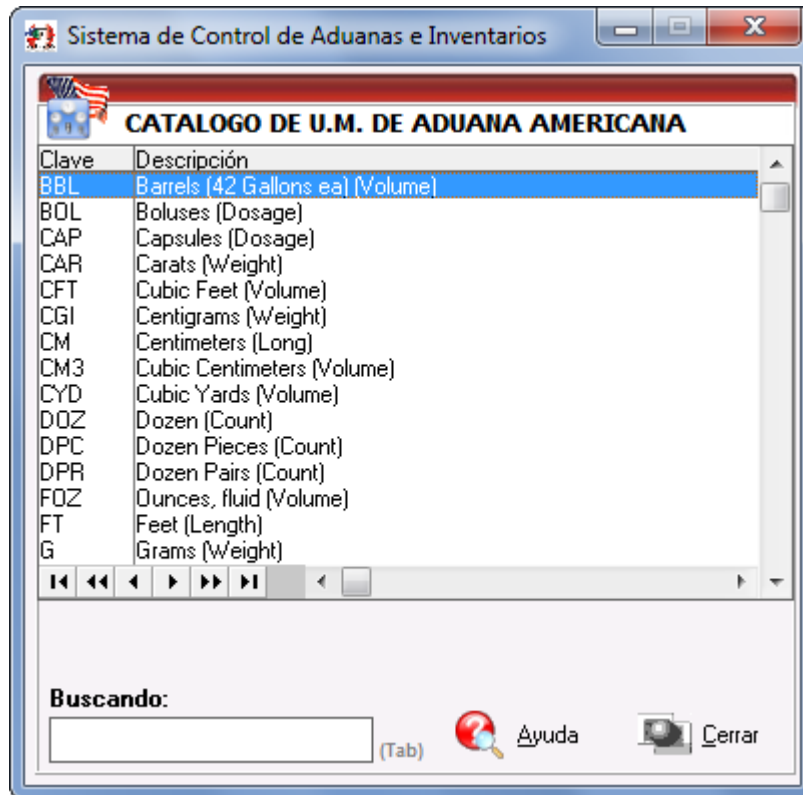 Sistema de Control de Aduanas e Inventarios
CATALOGO DE U.M. DE ADUANA AMERICANA
Clave Descripción
BBL Barrels (42 Gallons ea) (Volume)
BOL Boluses (Dosage)
CAP Capsules (Dosage)
CAR Carats (Weight)
CFT Cubic Feet (Volume)
CGI Centigrams (Weight)
CM Centimeters (Long)
CM3 Cubic Centimeters (Volume)
CYD Cubic Yards (Volume)
DOZ Dozen (Count)
DPC Dozen Pieces (Count)
DPR Dozen Pairs (Count)
FOZ Ounces, fluid (Volume)
FT Feet (Length)
G Grams (Weight)
Buscando:
(Tab) Ayuda Cerrar